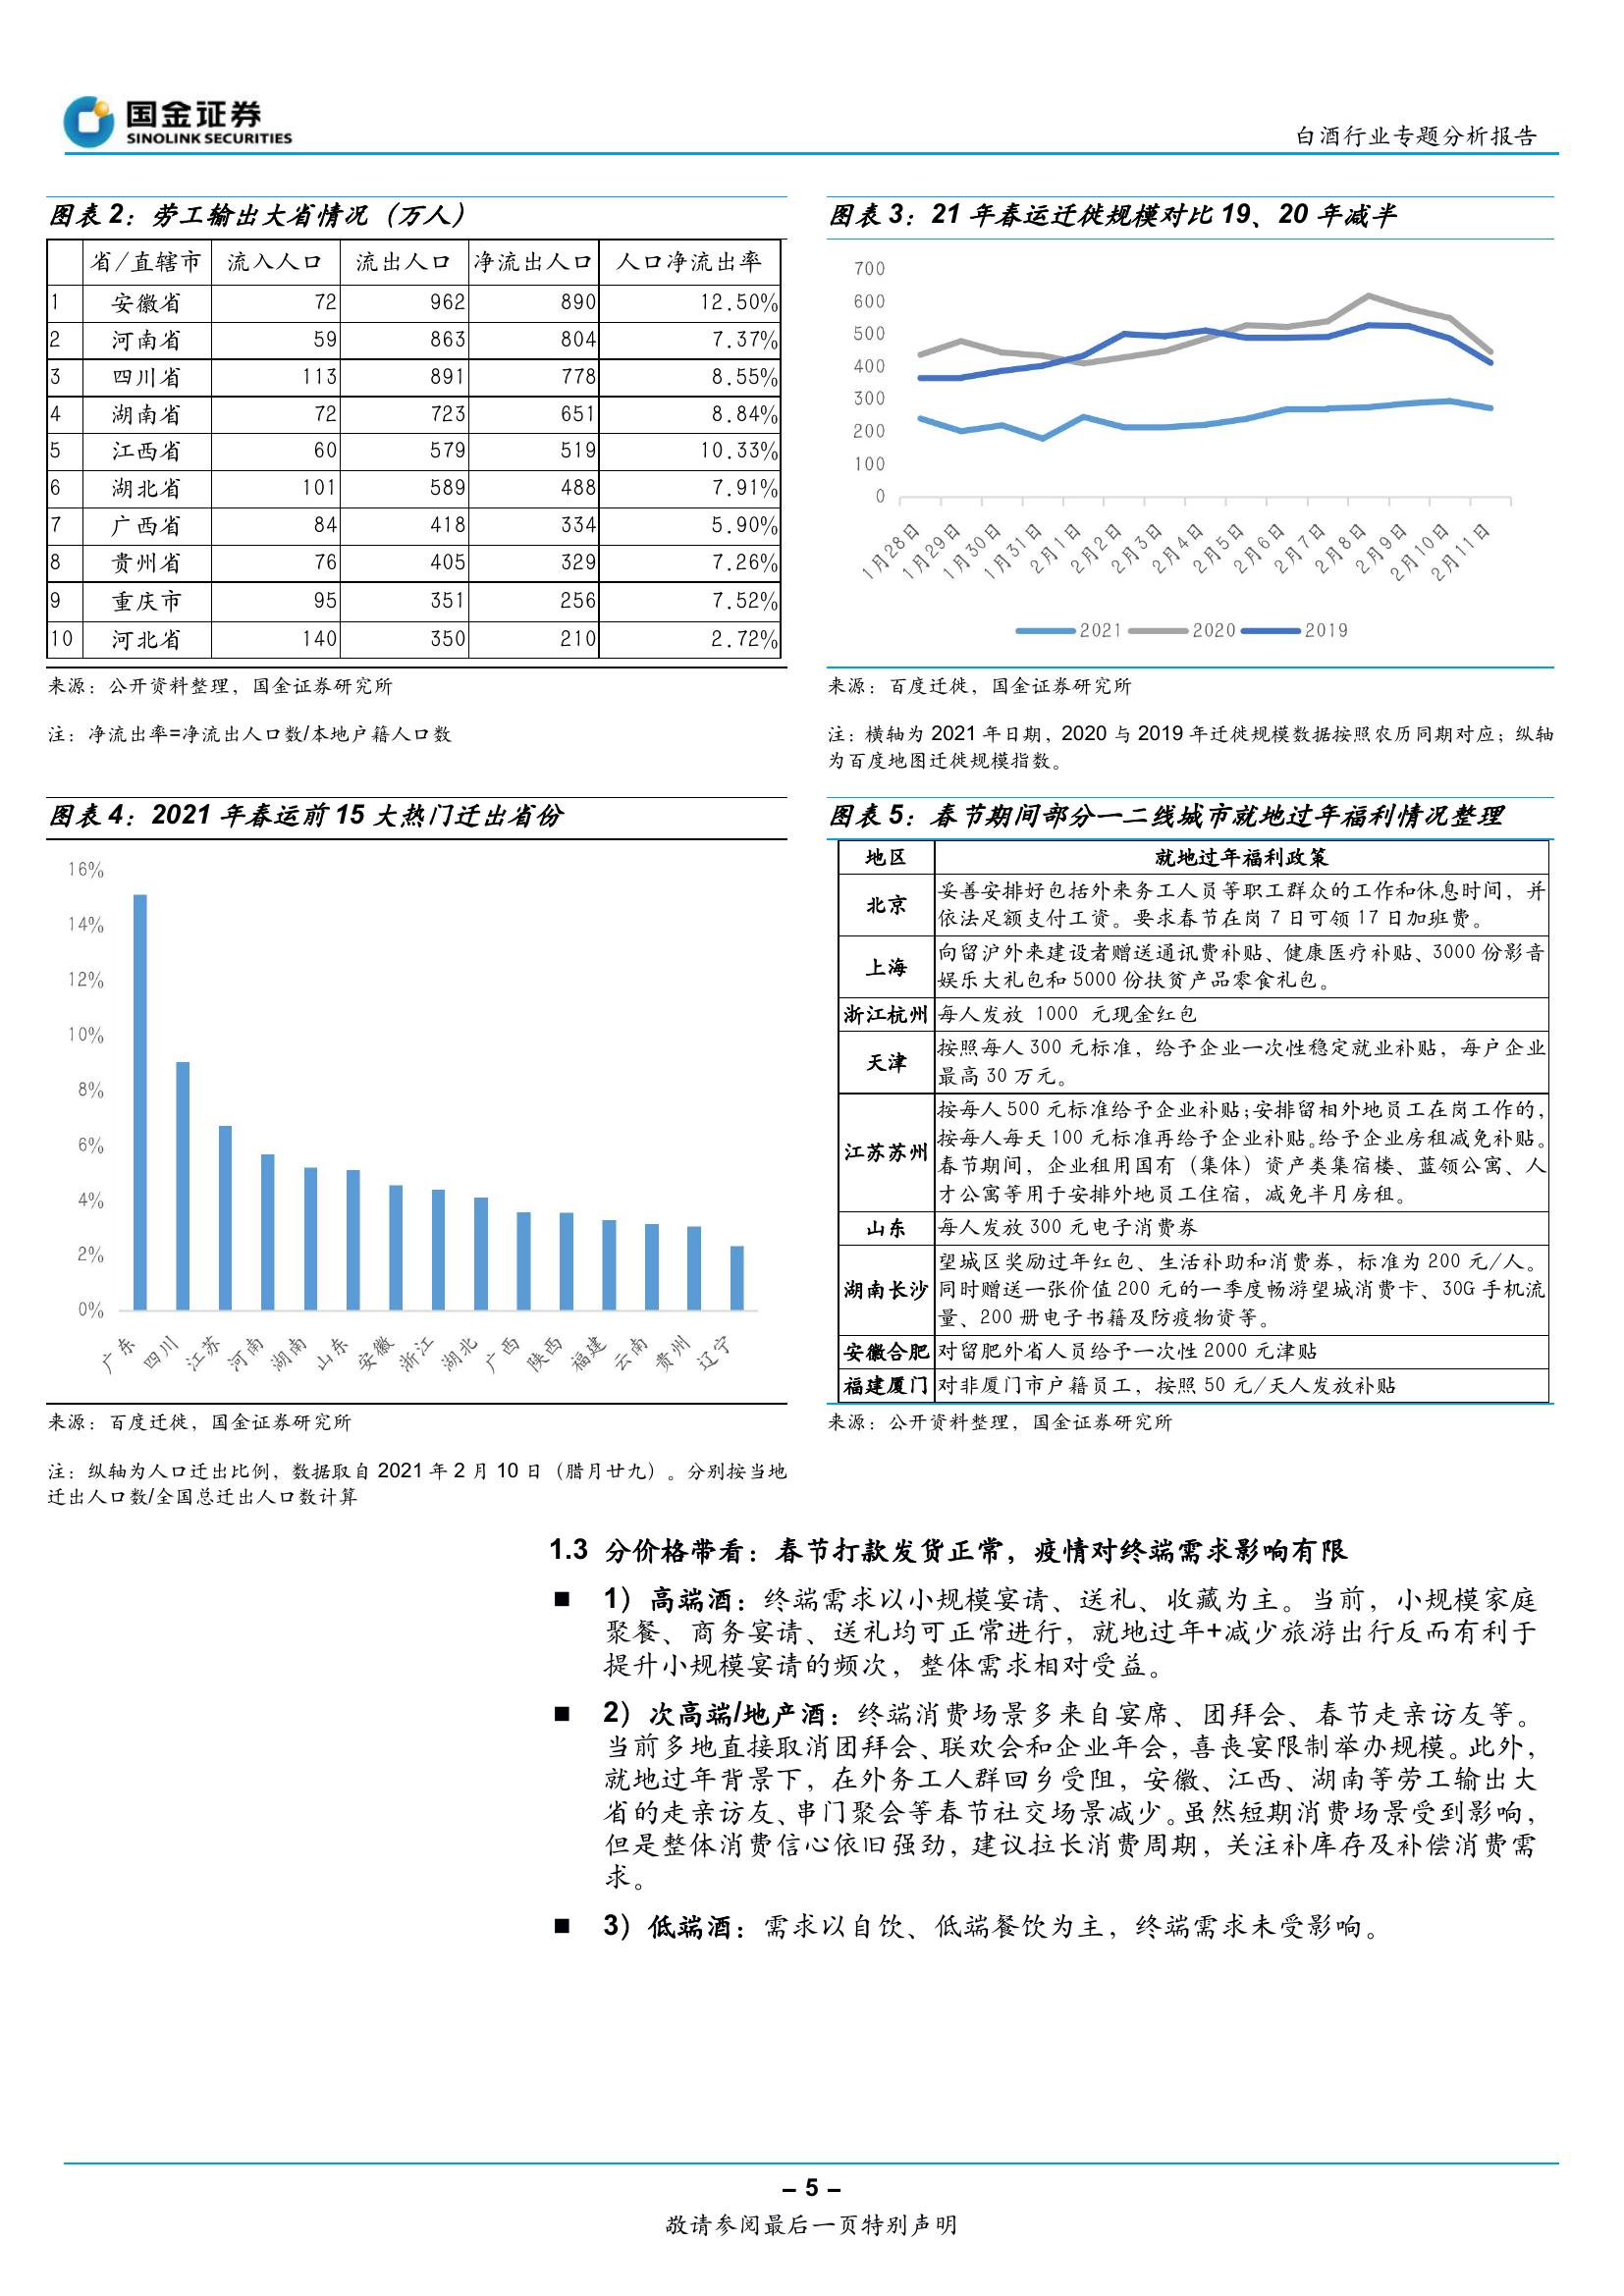 国金证券
SINOLINK SECURITIES
白酒行业专题分析报告
图表 2：劳工输出大省情况（万人）
省/直辖市 流入人口 流出人口 净流出人口 人口净流出率
1 安徽省 72 962 890 12.50%
2 河南省 59 863 804 7.37%
3 四川省 113 891 778 8.55%
4 湖南省 72 723 651 8.84%
5 江西省 60 579 519 10.33%
6 湖北省 101 589 488 7.91%
7 广西省 84 418 334 5.90%
8 贵州省 76 405 329 7.26%
9 重庆市 95 351 256 7.52%
10 河北省 140 350 210 2.72%
来源：公开资料整理，国金证券研究所
注：净流出率=净流出人口数/本地户籍人口数
图表 3：21 年春运迁徙规模对比 19、20 年减半
700
600
500
400
300
200
100
0
1月28日 1月29日 1月30日 1月31日 2月1日 2月2日 2月3日 2月4日 2月5日 2月6日 2月7日 2月8日 2月9日 2月10日 2月11日
2021 2020 2019
来源：百度迁徙，国金证券研究所
注：横轴为 2021 年日期，2020 与 2019 年迁徙规模数据按照农历同期对应；纵轴
为百度地图迁徙规模指数。
图表 4：2021 年春运前 15 大热门迁出省份
16%
14%
12%
10%
8%
6%
4%
2%
0%
广东 四川 江苏 河南 湖南 山东 安徽 浙江 湖北 广西 陕西 福建 云南 贵州 辽宁
来源：百度迁徙，国金证券研究所
注：纵轴为人口迁出比例，数据取自 2021 年 2 月 10 日（腊月廿九）。分别按当地
迁出人口数/全国总迁出人口数计算
图表 5：春节期间部分一二线城市就地过年福利情况整理
地区 就地过年福利政策
北京 妥善安排好包括外来务工人员等职工群众的工作和休息时间，并
依法足额支付工资。要求春节在岗 7 日可领 17 日加班费。
上海 向留沪外来建设者赠送通讯费补贴、健康医疗补贴、3000 份影音
娱乐大礼包和 5000 份扶贫产品零食礼包。
浙江杭州 每人发放 1000 元现金红包
天津 按照每人 300 元标准，给予企业一次性稳定就业补贴，每户企业
最高 30 万元。
江苏苏州 按每人 500 元标准给予企业补贴；安排留相外地员工在岗工作的，
按每人每天 100 元标准再给予企业补贴。给予企业房租减免补贴。
春节期间，企业租用国有（集体）资产类集宿楼、蓝领公寓、人
才公寓等用于安排外地员工住宿，减免半月房租。
山东 每人发放 300 元电子消费券
湖南长沙 望城区奖励过年红包、生活补助和消费券，标准为 200 元/人。
同时赠送一张价值 200 元的一季度畅游望城消费卡、30G 手机流
量、200 册电子书籍及防疫物资等。
安徽合肥 对留肥外省人员给予一次性 2000 元津贴
福建厦门 对非厦门市户籍员工，按照 50 元/天人发放补贴
来源：公开资料整理，国金证券研究所
1.3 分价格带看：春节打款发货正常，疫情对终端需求影响有限
■ 1）高端酒：终端需求以小规模宴请、送礼、收藏为主。当前，小规模家庭
聚餐、商务宴请、送礼均可正常进行，就地过年+减少旅游出行反而有利于
提升小规模宴请的频次，整体需求相对受益。
■ 2）次高端/地产酒：终端消费场景多来自宴席、团拜会、春节走亲访友等。
当前多地直接取消团拜会、联欢会和企业年会，喜丧宴限制举办规模。此外，
就地过年背景下，在外务工人群回乡受阻，安徽、江西、湖南等劳工输出大
省的走亲访友、串门聚会等春节社交场景减少。虽然短期消费场景受到影响，
但是整体消费信心依旧强劲，建议拉长消费周期，关注补库存及补偿消费需
求。
■ 3）低端酒：需求以自饮、低端餐饮为主，终端需求未受影响。
- 5 -
敬请参阅最后一页特别声明